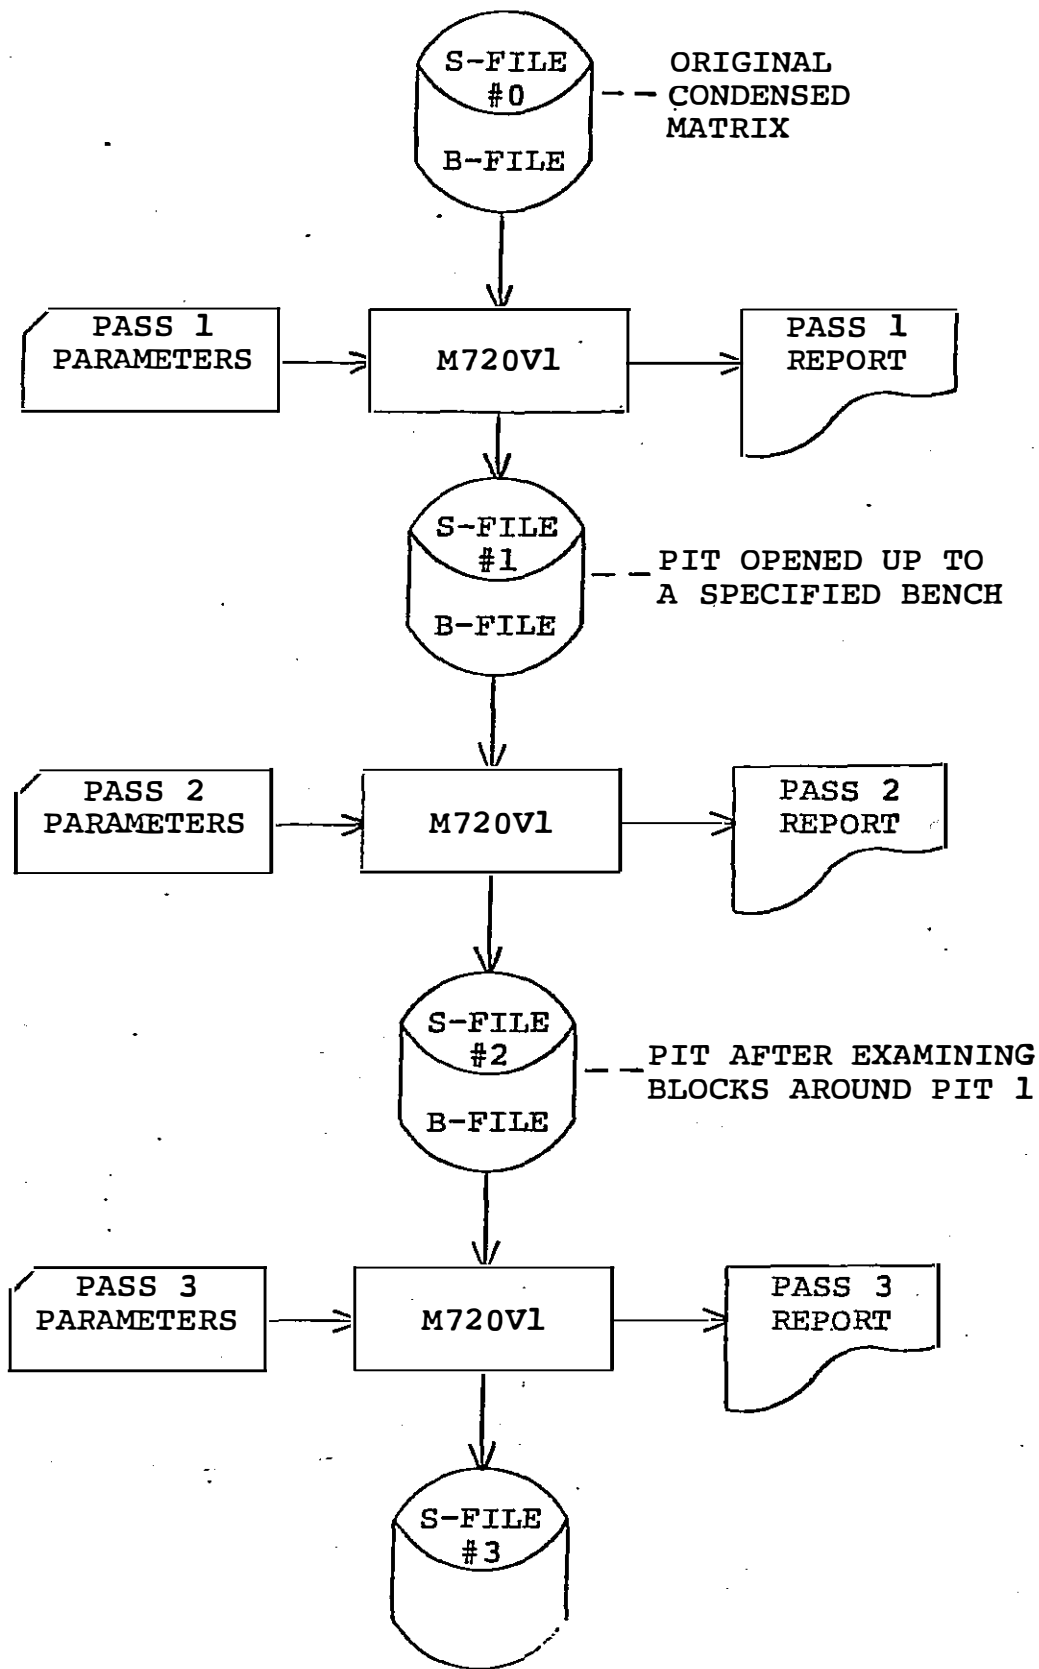 S-FILE
#0
B-FILE
ORIGINAL
CONDENSED
MATRIX
PASS 1
PARAMETERS
M720V1
PASS 1
REPORT
S-FILE
#1
B-FILE
PIT OPENED UP TO
A SPECIFIED BENCH
PASS 2
PARAMETERS
M720V1
PASS 2
REPORT
S-FILE
#2
B-FILE
PIT AFTER EXAMINING
BLOCKS AROUND PIT 1
PASS 3
PARAMETERS
M720V1
PASS 3
REPORT
S-FILE
#3